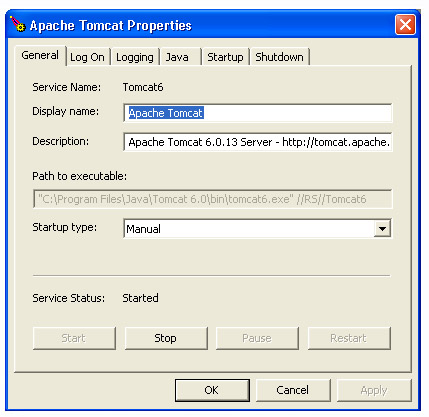 Apache Tomcat Properties
General Log On Logging Java Startup Shutdown
Service Name: Tomcat6
Display name: Apache Tomcat
Description: Apache Tomcat 6.0.13 Server - http://tomcat.apache.
Path to executable:
"C:\Program Files\Java\Tomcat 6.0\bin\tomcat6.exe" //RS//Tomcat6
Startup type: Manual
Service Status: Started
Start Stop Pause Restart
OK Cancel Apply